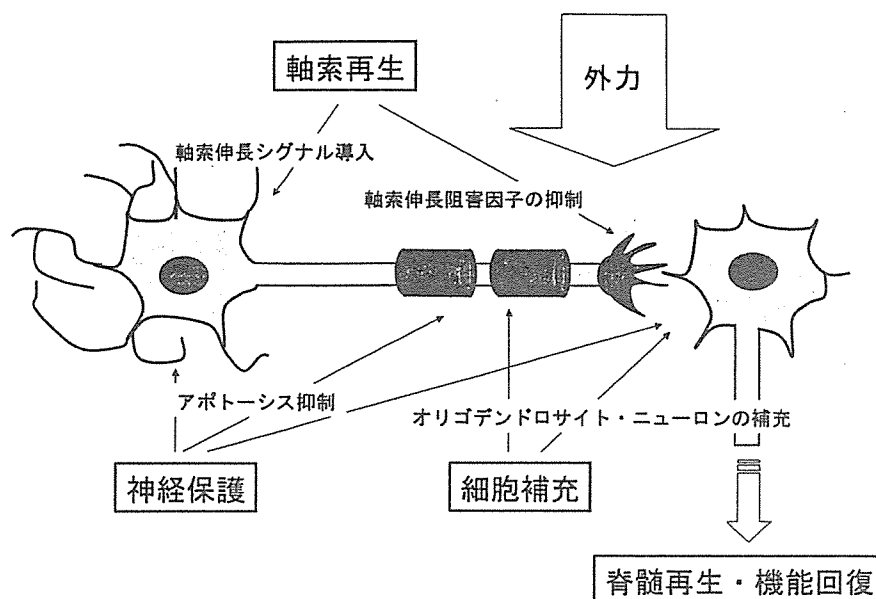 軸索再生
外力
軸索伸長シグナル導入
軸索伸長阻害因子の抑制
アポトーシス抑制
オリゴデンドロサイト・ニューロンの補充
神経保護
細胞補充
脊髄再生・機能回復